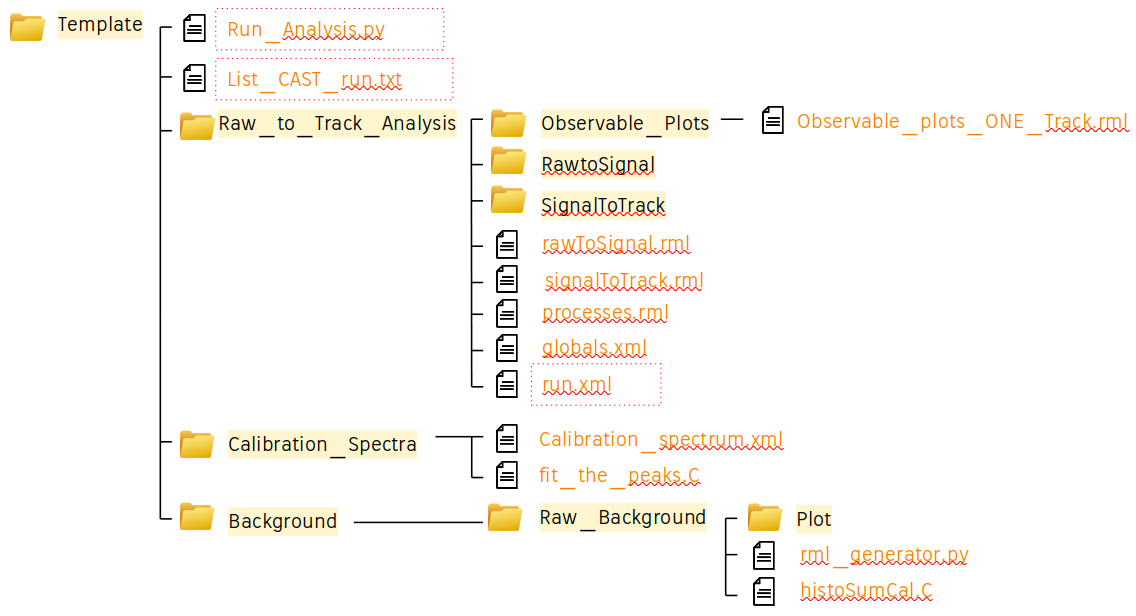 Template
Run_Analysis.py
List_CAST_run.txt
Raw_to_Track_Analysis
Observable_Plots
Observable_plots_ONE_Track.rml
RawtoSignal
SignalToTrack
rawToSignal.rml
signalToTrack.rml
processes.rml
globals.xml
run.xml
Calibration_Spectra
Calibration_spectrum.xml
fit_the_peaks.C
Background
Raw_Background
Plot
rml_generator.py
histoSumCal.C